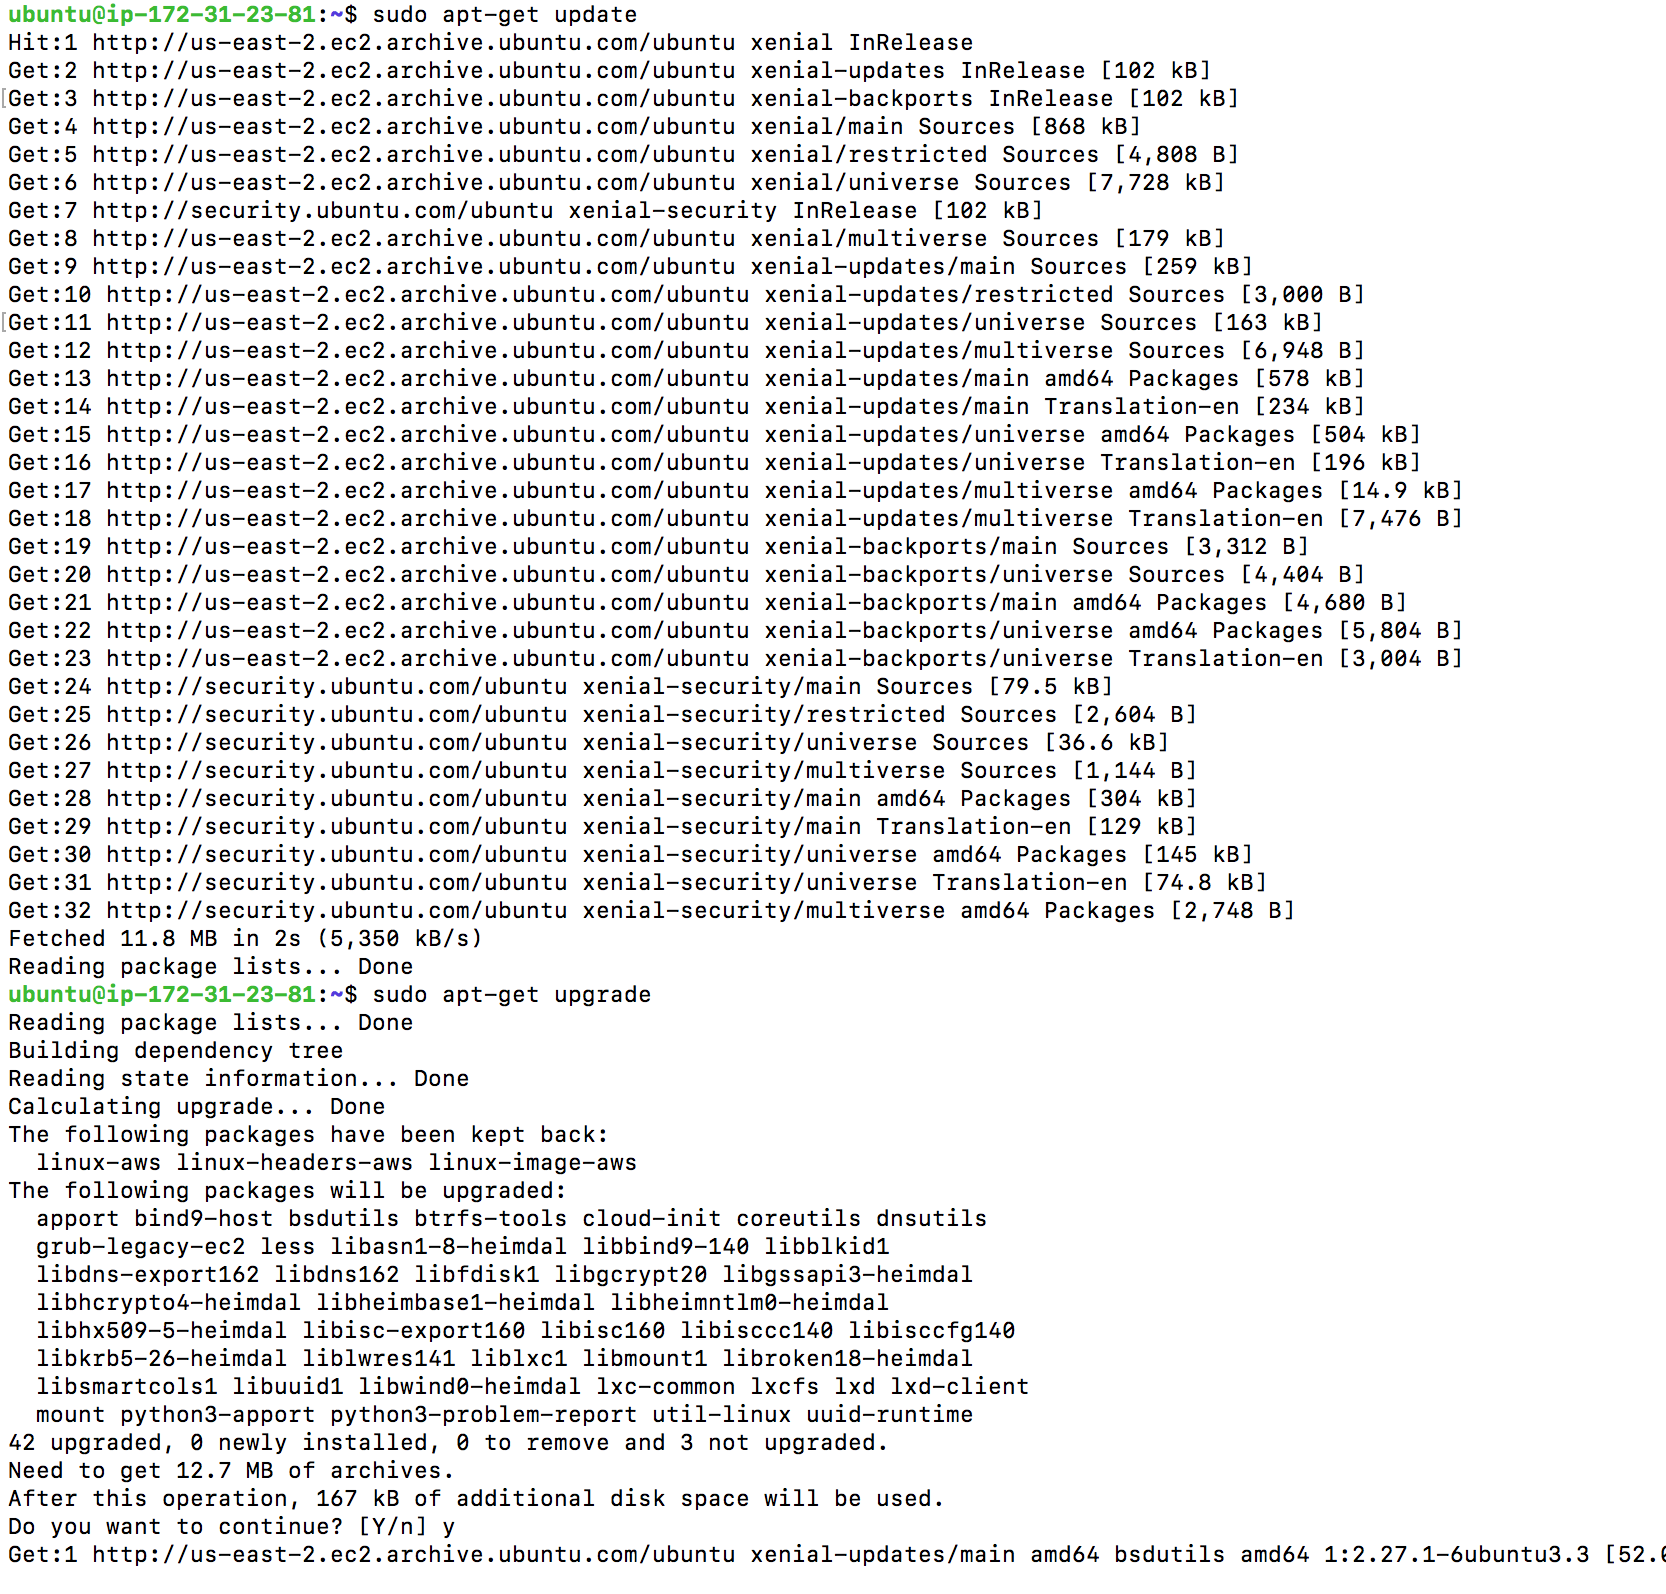 ubuntu@ip-172-31-23-81:~$ sudo apt-get update
Hit:1 http://us-east-2.ec2.archive.ubuntu.com/ubuntu xenial InRelease
Get:2 http://us-east-2.ec2.archive.ubuntu.com/ubuntu xenial-updates InRelease [102 kB]
[Get:3 http://us-east-2.ec2.archive.ubuntu.com/ubuntu xenial-backports InRelease [102 kB]
Get:4 http://us-east-2.ec2.archive.ubuntu.com/ubuntu xenial/main Sources [868 kB]
Get:5 http://us-east-2.ec2.archive.ubuntu.com/ubuntu xenial/restricted Sources [4,808 B]
Get:6 http://us-east-2.ec2.archive.ubuntu.com/ubuntu xenial/universe Sources [7,728 kB]
Get:7 http://security.ubuntu.com/ubuntu xenial-security InRelease [102 kB]
Get:8 http://us-east-2.ec2.archive.ubuntu.com/ubuntu xenial/multiverse Sources [179 kB]
Get:9 http://us-east-2.ec2.archive.ubuntu.com/ubuntu xenial-updates/main Sources [259 kB]
Get:10 http://us-east-2.ec2.archive.ubuntu.com/ubuntu xenial-updates/restricted Sources [3,000 B]
[Get:11 http://us-east-2.ec2.archive.ubuntu.com/ubuntu xenial-updates/universe Sources [163 kB]
Get:12 http://us-east-2.ec2.archive.ubuntu.com/ubuntu xenial-updates/multiverse Sources [6,948 B]
Get:13 http://us-east-2.ec2.archive.ubuntu.com/ubuntu xenial-updates/main amd64 Packages [578 kB]
Get:14 http://us-east-2.ec2.archive.ubuntu.com/ubuntu xenial-updates/main Translation-en [234 kB]
Get:15 http://us-east-2.ec2.archive.ubuntu.com/ubuntu xenial-updates/universe amd64 Packages [504 kB]
Get:16 http://us-east-2.ec2.archive.ubuntu.com/ubuntu xenial-updates/universe Translation-en [196 kB]
Get:17 http://us-east-2.ec2.archive.ubuntu.com/ubuntu xenial-updates/multiverse amd64 Packages [14.9 kB]
Get:18 http://us-east-2.ec2.archive.ubuntu.com/ubuntu xenial-updates/multiverse Translation-en [7,476 B]
Get:19 http://us-east-2.ec2.archive.ubuntu.com/ubuntu xenial-backports/main Sources [3,312 B]
Get:20 http://us-east-2.ec2.archive.ubuntu.com/ubuntu xenial-backports/universe Sources [4,404 B]
Get:21 http://us-east-2.ec2.archive.ubuntu.com/ubuntu xenial-backports/main amd64 Packages [4,680 B]
Get:22 http://us-east-2.ec2.archive.ubuntu.com/ubuntu xenial-backports/universe amd64 Packages [5,804 B]
Get:23 http://us-east-2.ec2.archive.ubuntu.com/ubuntu xenial-backports/universe Translation-en [3,004 B]
Get:24 http://security.ubuntu.com/ubuntu xenial-security/main Sources [79.5 kB]
Get:25 http://security.ubuntu.com/ubuntu xenial-security/restricted Sources [2,604 B]
Get:26 http://security.ubuntu.com/ubuntu xenial-security/universe Sources [36.6 kB]
Get:27 http://security.ubuntu.com/ubuntu xenial-security/multiverse Sources [1,144 B]
Get:28 http://security.ubuntu.com/ubuntu xenial-security/main amd64 Packages [304 kB]
Get:29 http://security.ubuntu.com/ubuntu xenial-security/main Translation-en [129 kB]
Get:30 http://security.ubuntu.com/ubuntu xenial-security/universe amd64 Packages [145 kB]
Get:31 http://security.ubuntu.com/ubuntu xenial-security/universe Translation-en [74.8 kB]
Get:32 http://security.ubuntu.com/ubuntu xenial-security/multiverse amd64 Packages [2,748 B]
Fetched 11.8 MB in 2s (5,350 kB/s)
Reading package lists... Done
ubuntu@ip-172-31-23-81:~$ sudo apt-get upgrade
Reading package lists... Done
Building dependency tree
Reading state information... Done
Calculating upgrade... Done
The following packages have been kept back:
  linux-aws linux-headers-aws linux-image-aws
The following packages will be upgraded:
  apport bind9-host bsdutils btrfs-tools cloud-init coreutils dnsutils
  grub-legacy-ec2 less libasn1-8-heimdal libbind9-140 libblkid1
  libdns-export162 libdns162 libfdisk1 libgcrypt20 libgssapi3-heimdal
  libhcrypto4-heimdal libheimbase1-heimdal libheimntlm0-heimdal
  libhx509-5-heimdal libisc-export160 libisc160 libisccc140 libisccfg140
  libkrb5-26-heimdal liblwres141 liblxc1 libmount1 libroken18-heimdal
  libsmartcols1 libuuid1 libwind0-heimdal lxc-common lxcfs lxd lxd-client
  mount python3-apport python3-problem-report util-linux uuid-runtime
42 upgraded, 0 newly installed, 0 to remove and 3 not upgraded.
Need to get 12.7 MB of archives.
After this operation, 167 kB of additional disk space will be used.
Do you want to continue? [Y/n] y
Get:1 http://us-east-2.ec2.archive.ubuntu.com/ubuntu xenial-updates/main amd64 bsdutils amd64 1:2.27.1-6ubuntu3.3 [52.0